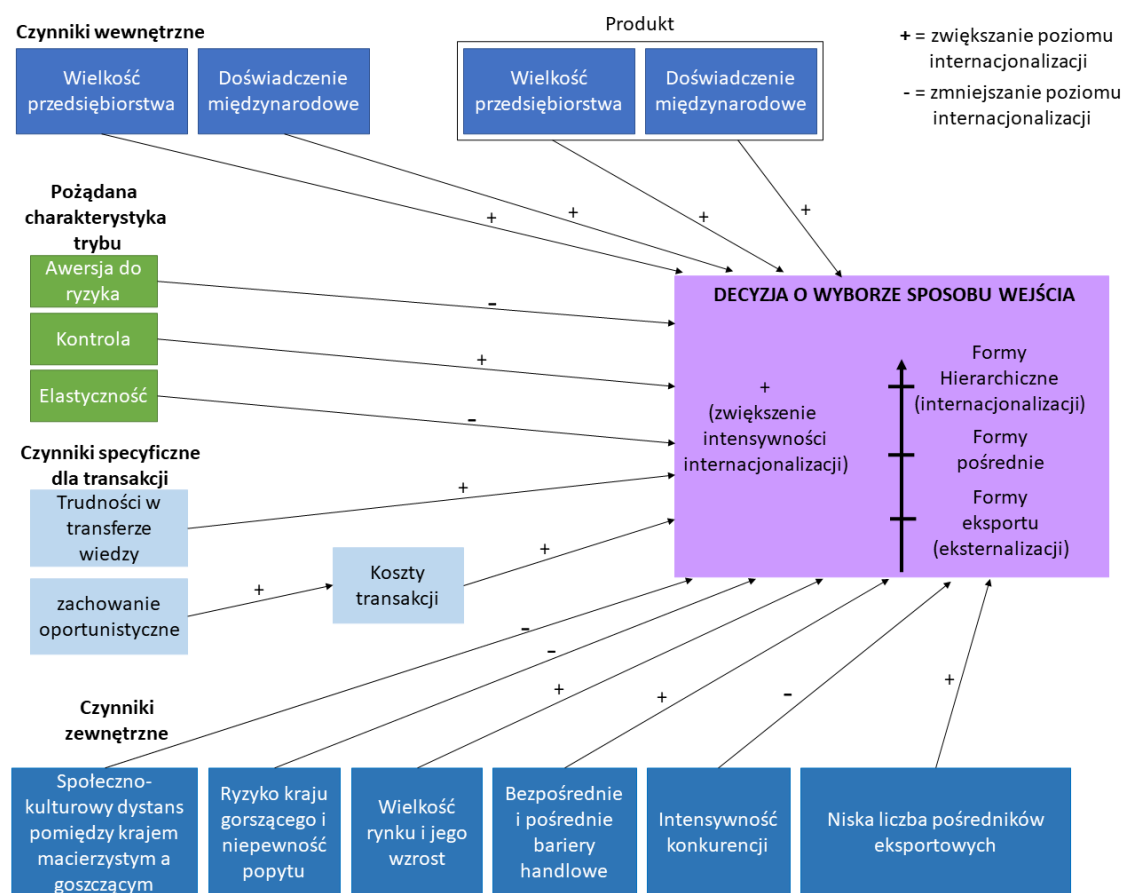 Czynniki wewnętrzne
Wielkość
przedsiębiorstwa
Doświadczenie
międzynarodowe
Produkt
Wielkość
przedsiębiorstwa
Doświadczenie
międzynarodowe
+ = zwiększanie poziomu
internacjonalizacji
- = zmniejszanie poziomu
internacjonalizacji
+
+
+
+
Pożądana
charakterystyka
trybu
Awersja do
ryzyka
-
Kontrola
+
Elastyczność
-
DECYZJA O WYBORZE SPOSOBU WEJŚCIA
+
(zwiększenie
intensywności
internacjonalizacji)
Formy
Hierarchiczne
(internacjonalizacji)
Formy
pośrednie
Formy
eksportu
(eksternalizacji)
Czynniki specyficzne
dla transakcji
Trudności w
transferze
wiedzy
+
zachowanie
oportunistyczne
+
Koszty
transakcji
+
Czynniki
zewnętrzne
-
-
+
+
-
+
Społeczno-
kulturowy dystans
pomiędzy krajem
macierzystym a
goszczącym
Ryzyko kraju
gorszącego i
niepewność
popytu
Wielkość
rynku i jego
wzrost
Bezpośrednie
i pośrednie
bariery
handlowe
Intensywność
konkurencji
Niska liczba pośredników
eksportowych